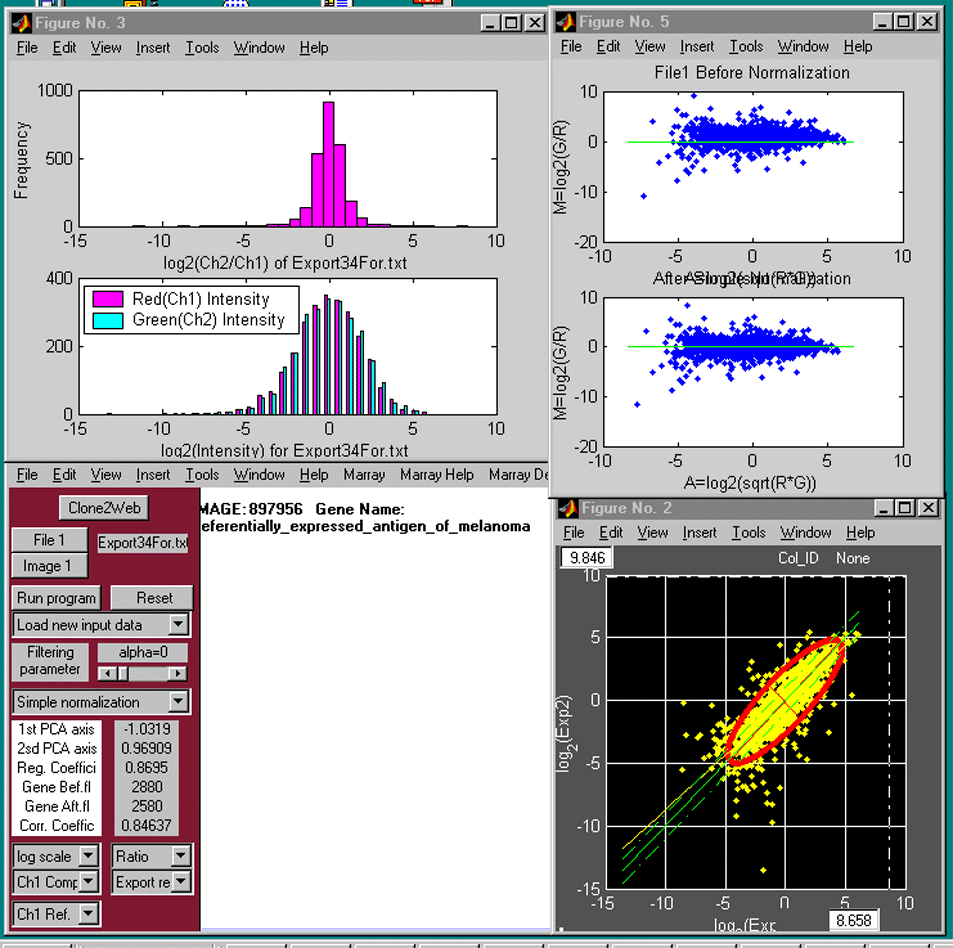 Figure No. 3
File Edit View Insert Tools Window Help
1000
500
0
Frequency
-15 -10 -5 0 5 10
log2(Ch2/Ch1) of Export34For.txt
400
200
0
Red(Ch1) Intensity
Green(Ch2) Intensity
-15 -10 -5 0 5 10
log2(Intensity) for Export34For.txt
Figure No. 5
File Edit View Insert Tools Window Help
File1 Before Normalization
10
0
-10
-20
M=log2(G/R)
-10 -5 0 5 10
10
0
-10
-20
M=log2(G/R)
-10 -5 0 5 10
A=log2(sqrt(R*G))
File Edit View Insert Tools Window Help Marray Marray Help Marray De
Clone2Web
File 1 Export34For.txt
Image 1
Run program Reset
Load new input data
Filtering parameter alpha=0
Simple normalization
1st PCA axis -1.0319
2sd PCA axis 0.96909
Reg. Coeffici 0.8695
Gene Bef.fl 2880
Gene Aft.fl 2580
Corr. Coeffic 0.84637
log scale Ratio
Ch1 Comp Export re
Ch1 Ref.
MAGE:897956 Gene Name:
eferentially_expressed_antigen_of_melanoma
Figure No. 2
File Edit View Insert Tools Window Help
9.846 Col_ID None
10
5
0
-5
-10
-15
log2(Exp2)
-15 -10 -5 0 5 10
log2(Exp
8.658